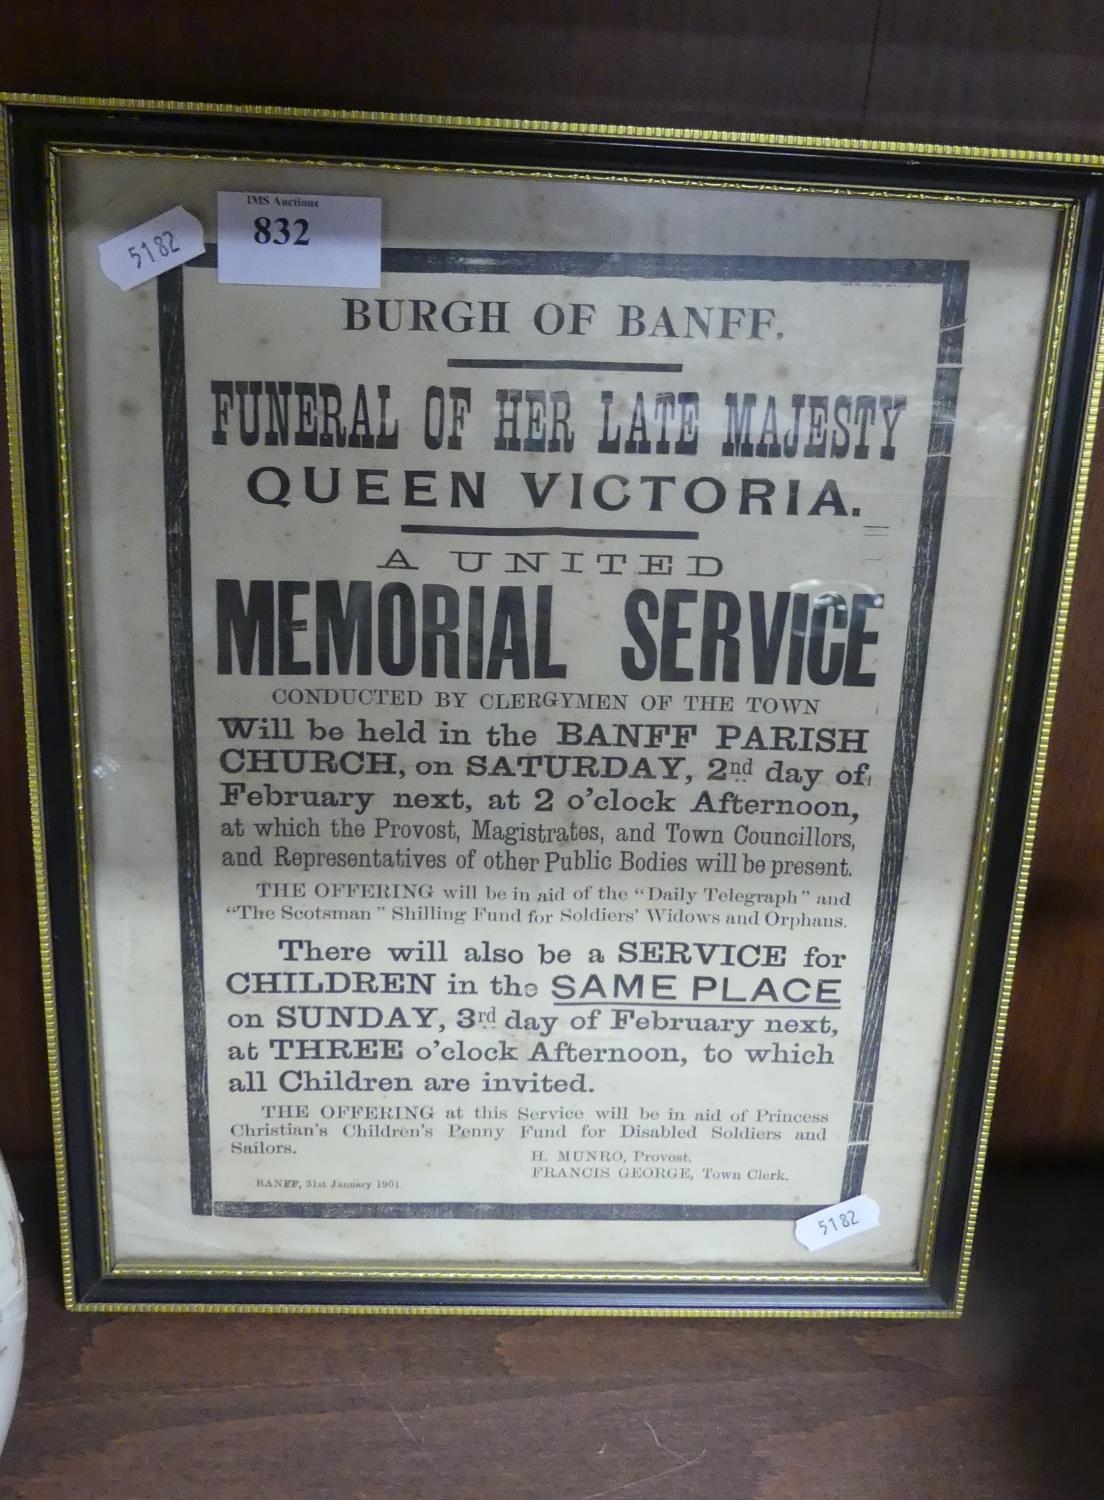 IMS Auctions
832
5182
BURGH OF BANFF.
FUNERAL OF HER LATE MAJESTY
QUEEN VICTORIA.
A UNITED
MEMORIAL SERVICE
CONDUCTED BY CLERGYMEN OF THE TOWN
Will be held in the BANFF PARISH
CHURCH, on SATURDAY, 2nd day of
February next, at 2 o'clock Afternoon,
at which the Provost, Magistrates, and Town Councillors,
and Representatives of other Public Bodies will be present.
THE OFFERING will be in aid of the "Daily Telegraph" and
"The Scotsman" Shilling Fund for Soldiers' Widows and Orphans.
There will also be a SERVICE for
CHILDREN in the SAME PLACE
on SUNDAY, 3rd day of February next,
at THREE o'clock Afternoon, to which
all Children are invited.
THE OFFERING at this Service will be in aid of Princess
Christian's Children's Penny Fund for Disabled Soldiers and
Sailors.
H. MUNRO, Provost.
FRANCIS GEORGE, Town Clerk.
BANFF, 31st January 1901.
5182